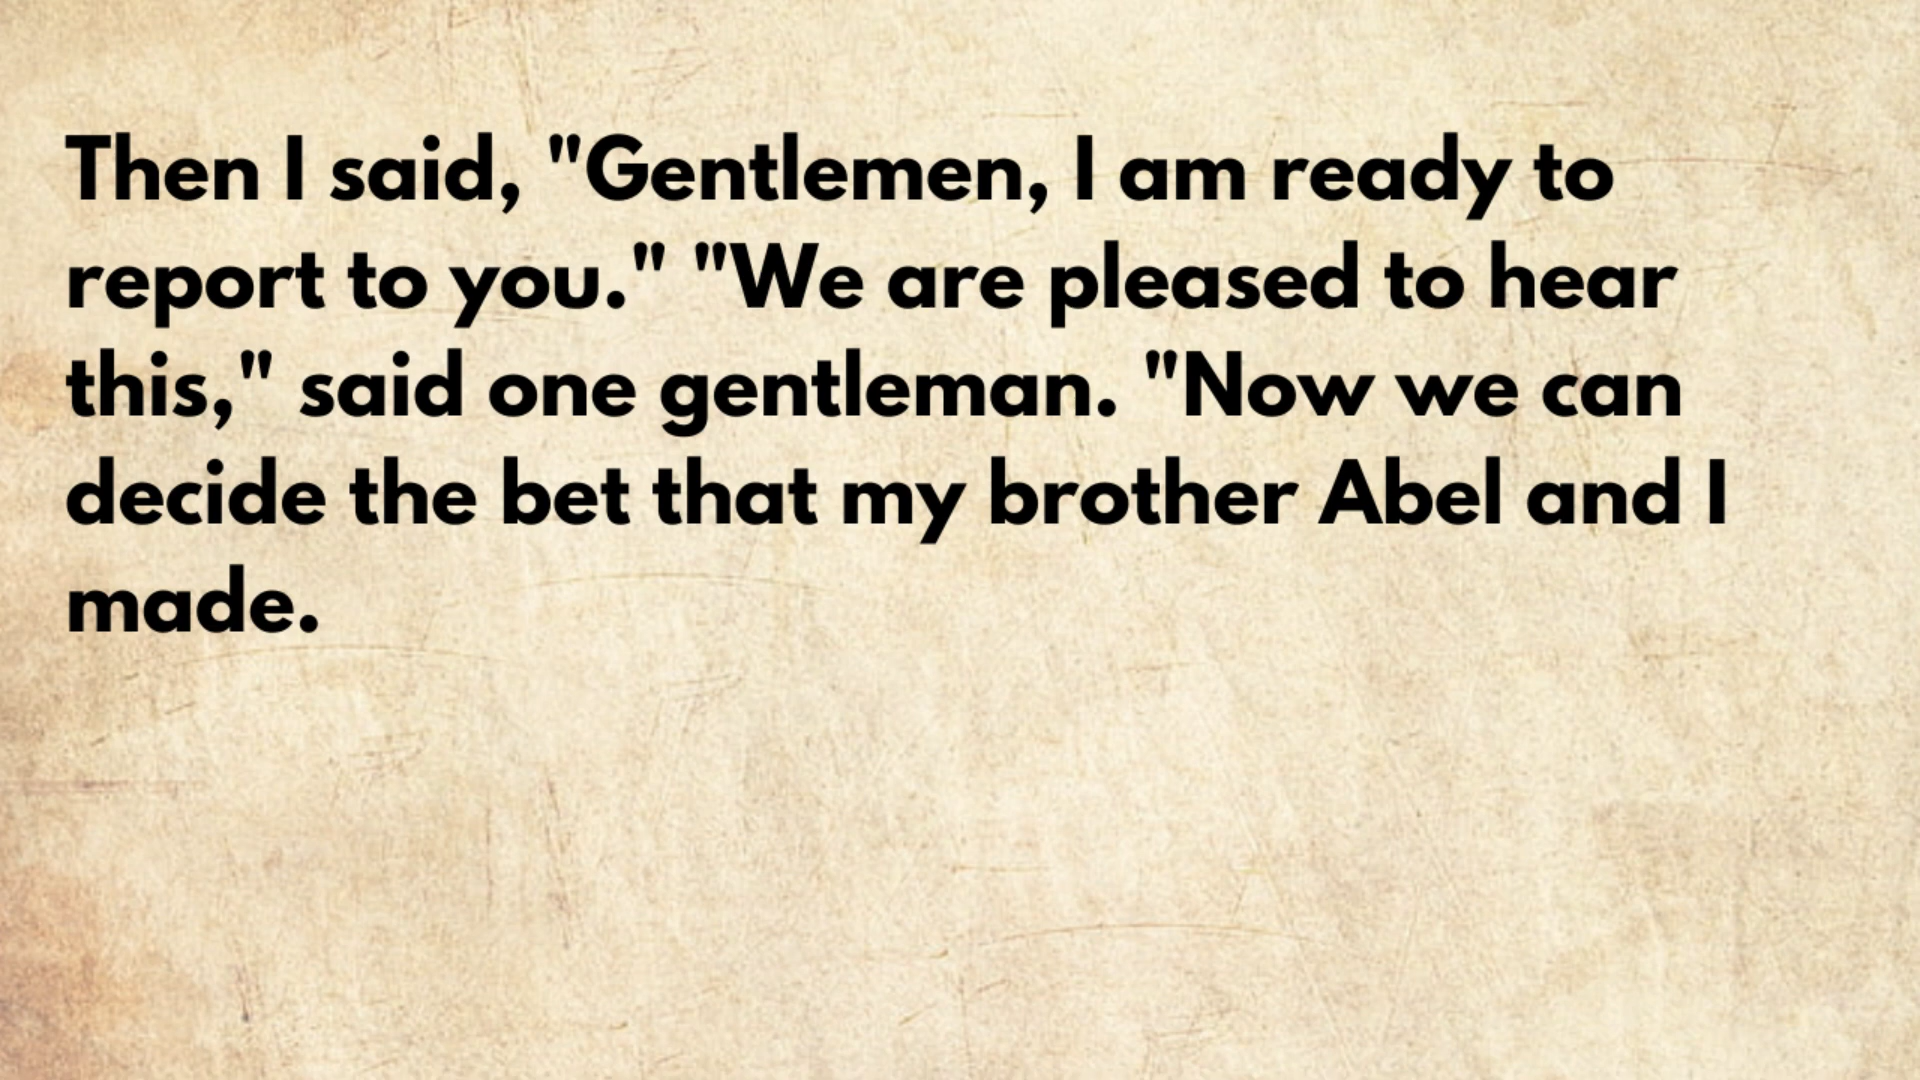 Then I said, "Gentlemen, I am ready to
report to you." "We are pleased to hear
this," said one gentleman. "Now we can
decide the bet that my brother Abel and I
made.